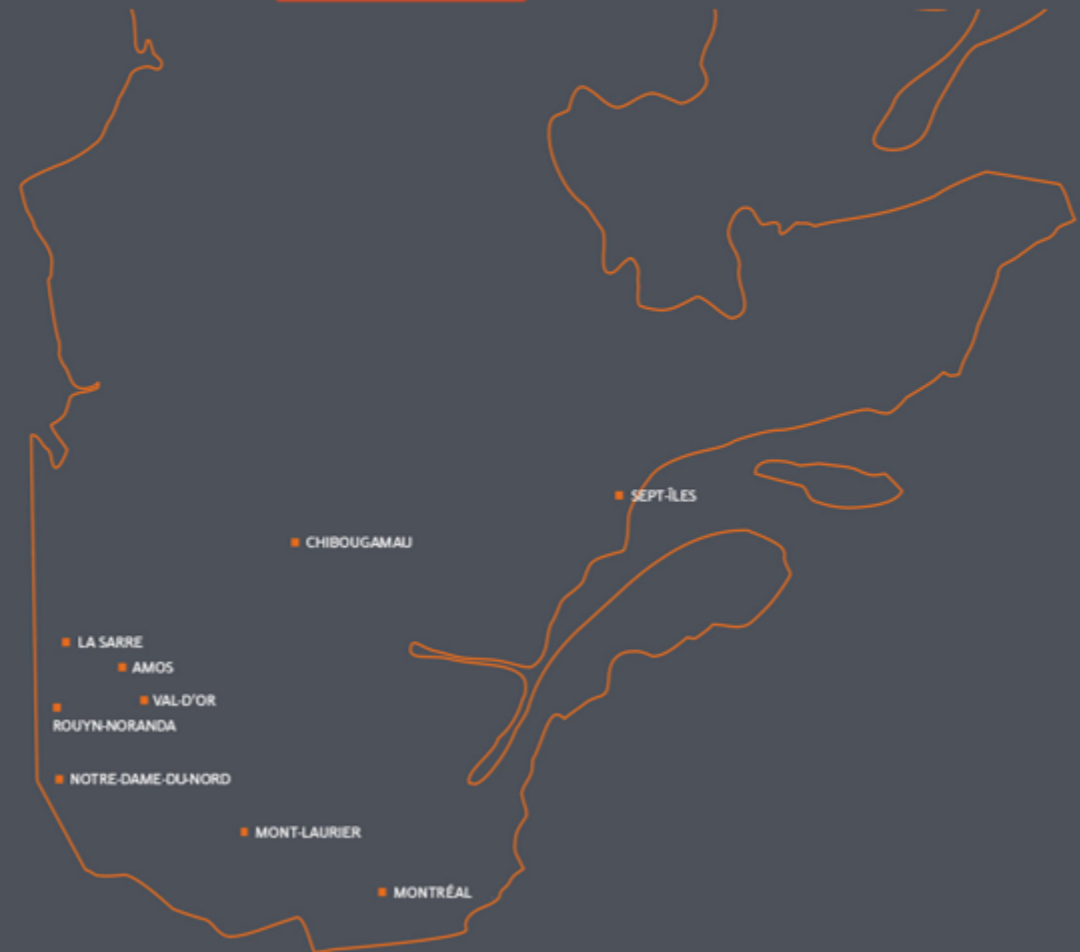 SEPT-ÎLES
CHIBOUGAMAU
LA SARRE
AMOS
VAL-D'OR
ROUYN-NORANDA
NOTRE-DAME-DU-NORD
MONT-LAURIER
MONTRÉAL